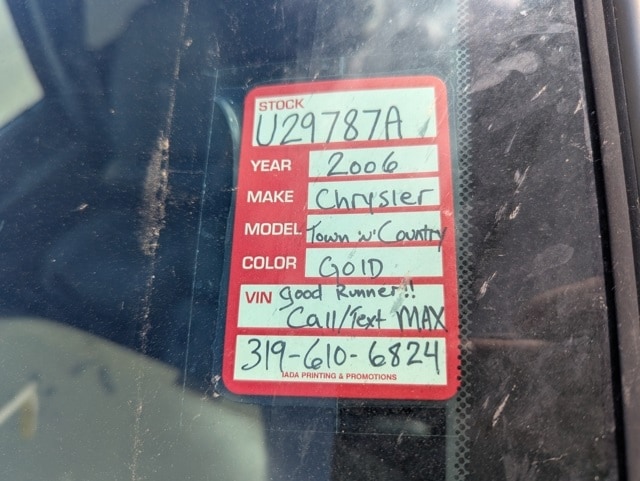 STOCK
U29787A
YEAR 2006
MAKE Chrysler
MODEL Town 'n' Country
COLOR GOlD
VIN Good Runner!!
Call/Text MAX
319-610-6824
IADA PRINTING & PROMOTIONS